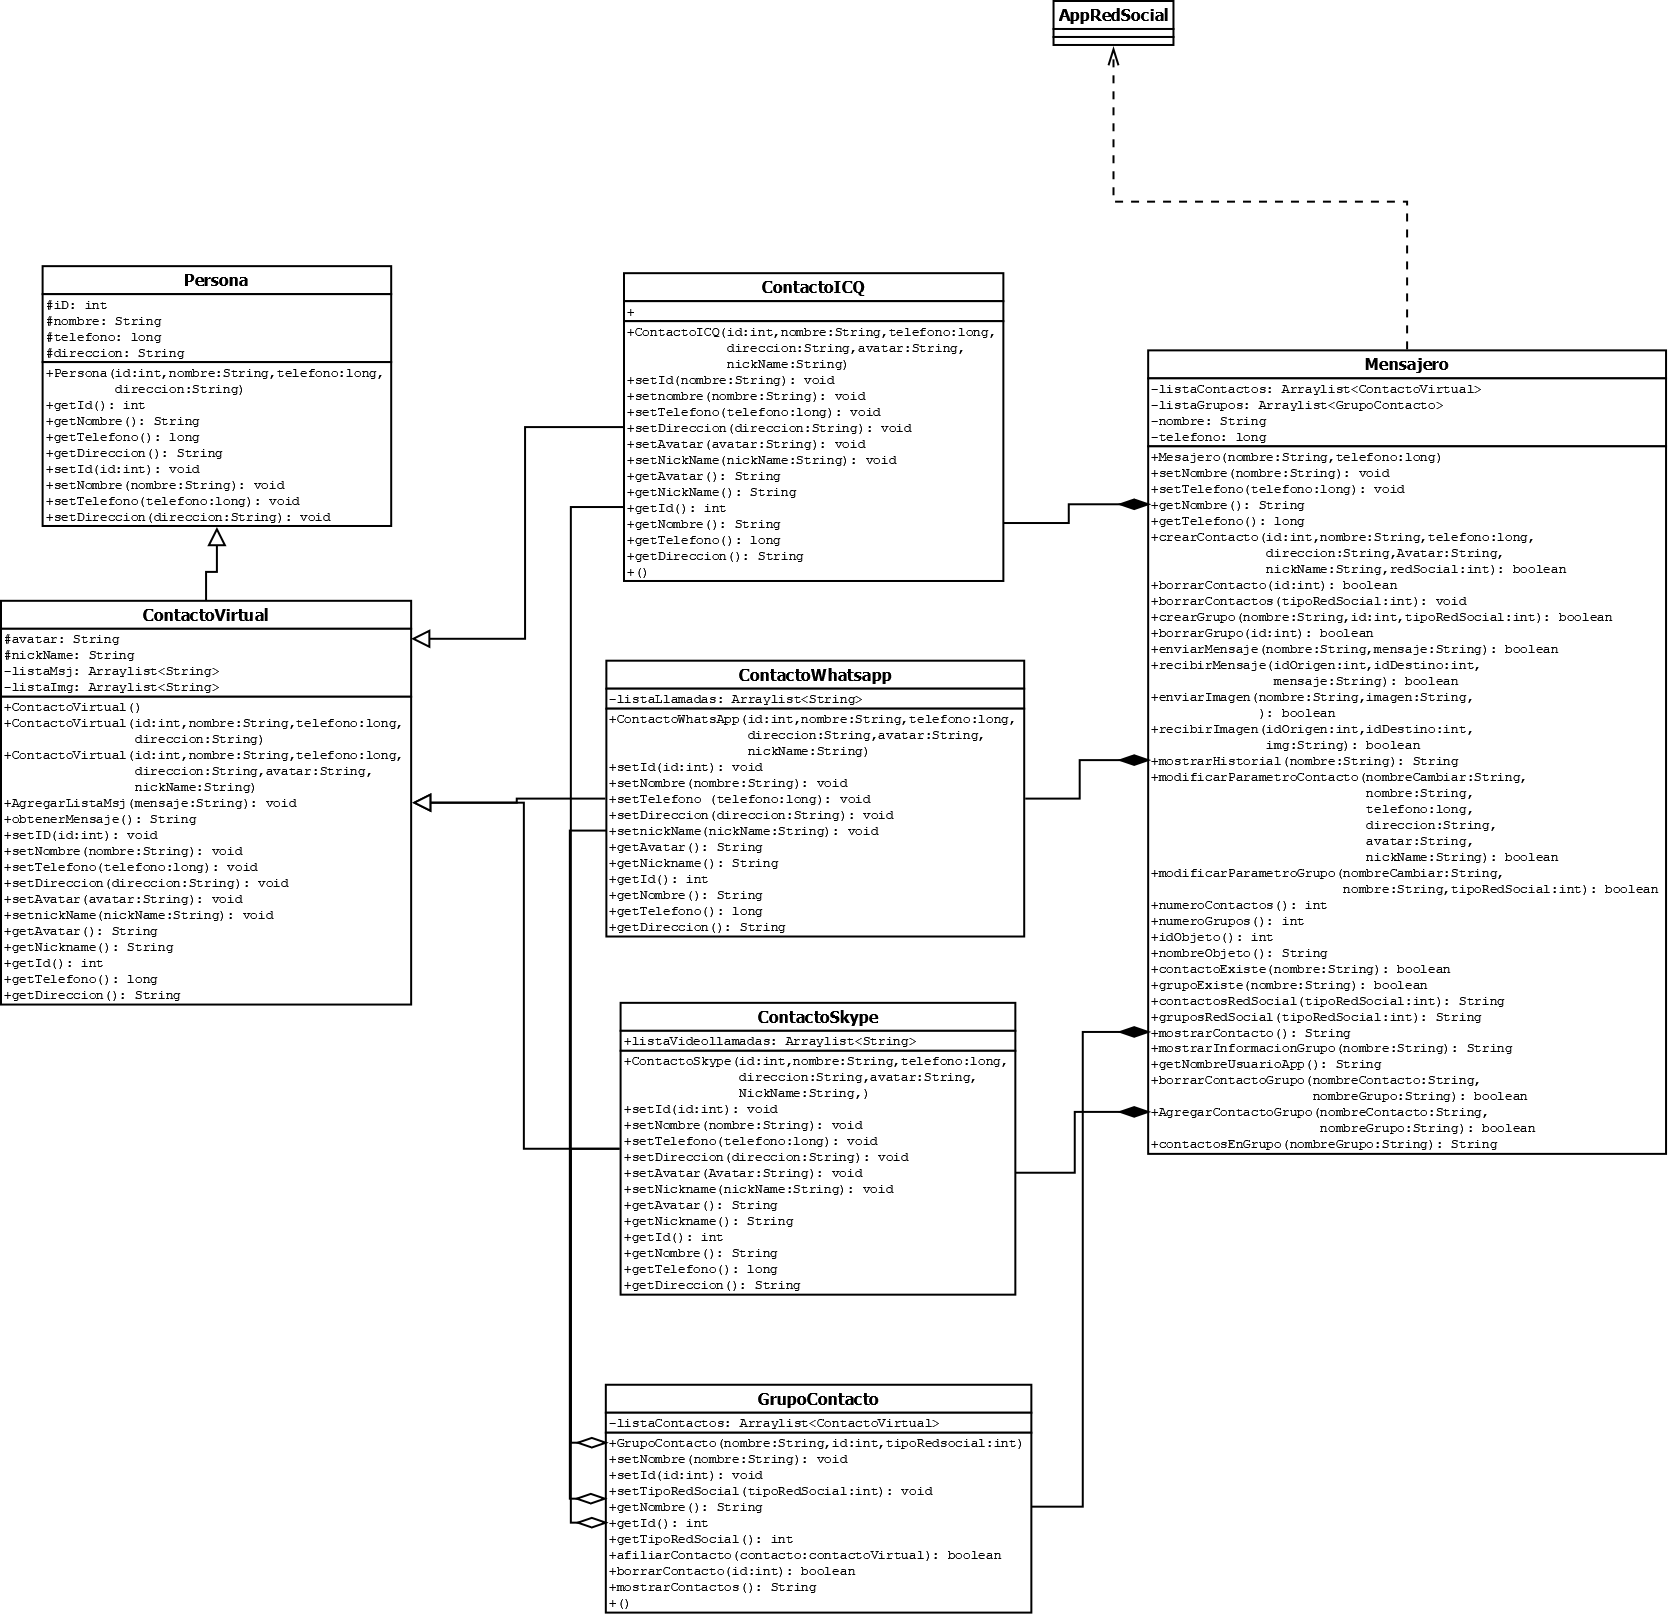 AppRedSocial
Persona
#iD: int
#nombre: String
#telefono: long
#direccion: String
+Persona(id:int,nombre:String,telefono:long,
direccion:String)
+getId(): int
+getNombre(): String
+getTelefono(): long
+getDireccion(): String
+setId(id:int): void
+setNombre(nombre:String): void
+setTelefono(telefono:long): void
+setDireccion(direccion:String): void
ContactoVirtual
#avatar: String
#nickName: String
-listaMsj: Arraylist<String>
-listaImg: Arraylist<String>
+ContactoVirtual()
+ContactoVirtual(id:int,nombre:String,telefono:long,
direccion:String)
+ContactoVirtual(id:int,nombre:String,telefono:long,
direccion:String,avatar:String,
nickName:String)
+AgregarListaMsj(mensaje:String): void
+obtenerMensaje(): String
+setID(id:int): void
+setNombre(nombre:String): void
+setTelefono(telefono:long): void
+setDireccion(direccion:String): void
+setAvatar(avatar:String): void
+setnickName(nickName:String): void
+getAvatar(): String
+getNickname(): String
+getId(): int
+getTelefono(): long
+getDireccion(): String
ContactoICQ
+
+ContactoICQ(id:int,nombre:String,telefono:long,
direccion:String,avatar:String,
nickName:String)
+setId(nombre:String): void
+setnombre(nombre:String): void
+setTelefono(telefono:long): void
+setDireccion(direccion:String): void
+setAvatar(avatar:String): void
+setNickName(nickName:String): void
+getAvatar(): String
+getNickName(): String
+getId(): int
+getNombre(): String
+getTelefono(): long
+getDireccion(): String
+()
ContactoWhatsapp
-listaLlamadas: Arraylist<String>
+ContactoWhatsApp(id:int,nombre:String,telefono:long,
direccion:String,avatar:String,
nickName:String)
+setId(id:int): void
+setNombre(nombre:String): void
+setTelefono (telefono:long): void
+setDireccion(direccion:String): void
+setnickName(nickName:String): void
+getAvatar(): String
+getNickname(): String
+getId(): int
+getNombre(): String
+getTelefono(): long
+getDireccion(): String
ContactoSkype
+listaVideollamadas: Arraylist<String>
+ContactoSkype(id:int,nombre:String,telefono:long,
direccion:String,avatar:String,
NickName:String,)
+setId(id:int): void
+setNombre(nombre:String): void
+setTelefono(telefono:long): void
+setDireccion(direccion:String): void
+setAvatar(Avatar:String): void
+setNickname(nickName:String): void
+getAvatar(): String
+getNickname(): String
+getId(): int
+getNombre(): String
+getTelefono(): long
+getDireccion(): String
GrupoContacto
-listaContactos: Arraylist<ContactoVirtual>
+GrupoContacto(nombre:String,id:int,tipoRedsocial:int)
+setNombre(nombre:String): void
+setId(id:int): void
+setTipoRedSocial(tipoRedSocial:int): void
+getNombre(): String
+getId(): int
+getTipoRedSocial(): int
+afiliarContacto(contacto:contactoVirtual): boolean
+borrarContacto(id:int): boolean
+mostrarContactos(): String
+()
Mensajero
-listaContactos: Arraylist<ContactoVirtual>
-listaGrupos: Arraylist<GrupoContacto>
-nombre: String
-telefono: long
+Mesajero(nombre:String,telefono:long)
+setNombre(nombre:String): void
+setTelefono(telefono:long): void
+getNombre(): String
+getTelefono(): long
+crearContacto(id:int,nombre:String,telefono:long,
direccion:String,Avatar:String,
nickName:String,redSocial:int): boolean
+borrarContacto(id:int): boolean
+borrarContactos(tipoRedSocial:int): void
+crearGrupo(nombre:String,id:int,tipoRedSocial:int): boolean
+borrarGrupo(id:int): boolean
+enviarMensaje(nombre:String,mensaje:String): boolean
+recibirMensaje(idOrigen:int,idDestino:int,
mensaje:String): boolean
+enviarImagen(nombre:String,imagen:String,
): boolean
+recibirImagen(idOrigen:int,idDestino:int,
img:String): boolean
+mostrarHistorial(nombre:String): String
+modificarParametroContacto(nombreCambiar:String,
nombre:String,
telefono:long,
direccion:String,
avatar:String,
nickName:String): boolean
+modificarParametroGrupo(nombreCambiar:String,
nombre:String,tipoRedSocial:int): boolean
+numeroContactos(): int
+numeroGrupos(): int
+idObjeto(): int
+nombreObjeto(): String
+contactoExiste(nombre:String): boolean
+grupoExiste(nombre:String): boolean
+contactosRedSocial(tipoRedSocial:int): String
+gruposRedSocial(tipoRedSocial:int): String
+mostrarContacto(): String
+mostrarInformacionGrupo(nombre:String): String
+getNombreUsuarioApp(): String
+borrarContactoGrupo(nombreContacto:String,
nombreGrupo:String): boolean
+AgregarContactoGrupo(nombreContacto:String,
nombreGrupo:String): boolean
+contactosEnGrupo(nombreGrupo:String): String